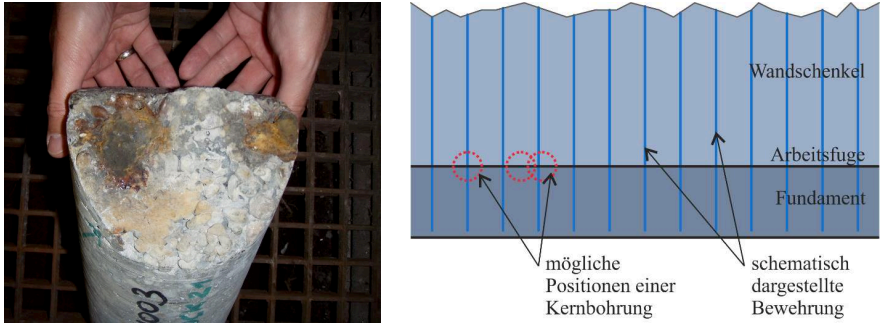 Wandschenkel
Arbeitsfuge
Fundament
mögliche
Positionen einer
Kernbohrung
schematisch
dargestellte
Bewehrung